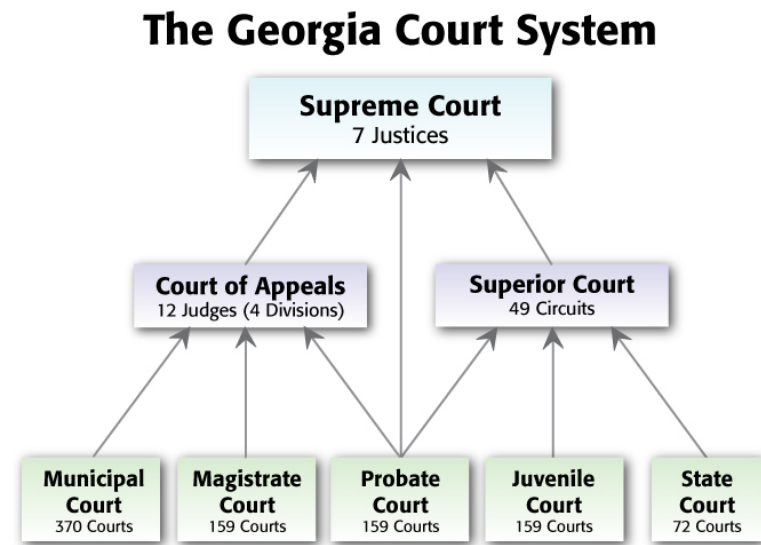 The Georgia Court System
Supreme Court
7 Justices
Court of Appeals
12 Judges (4 Divisions)
Superior Court
49 Circuits
Municipal
Court
370 Courts
Magistrate
Court
159 Courts
Probate
Court
159 Courts
Juvenile
Court
159 Courts
State
Court
72 Courts